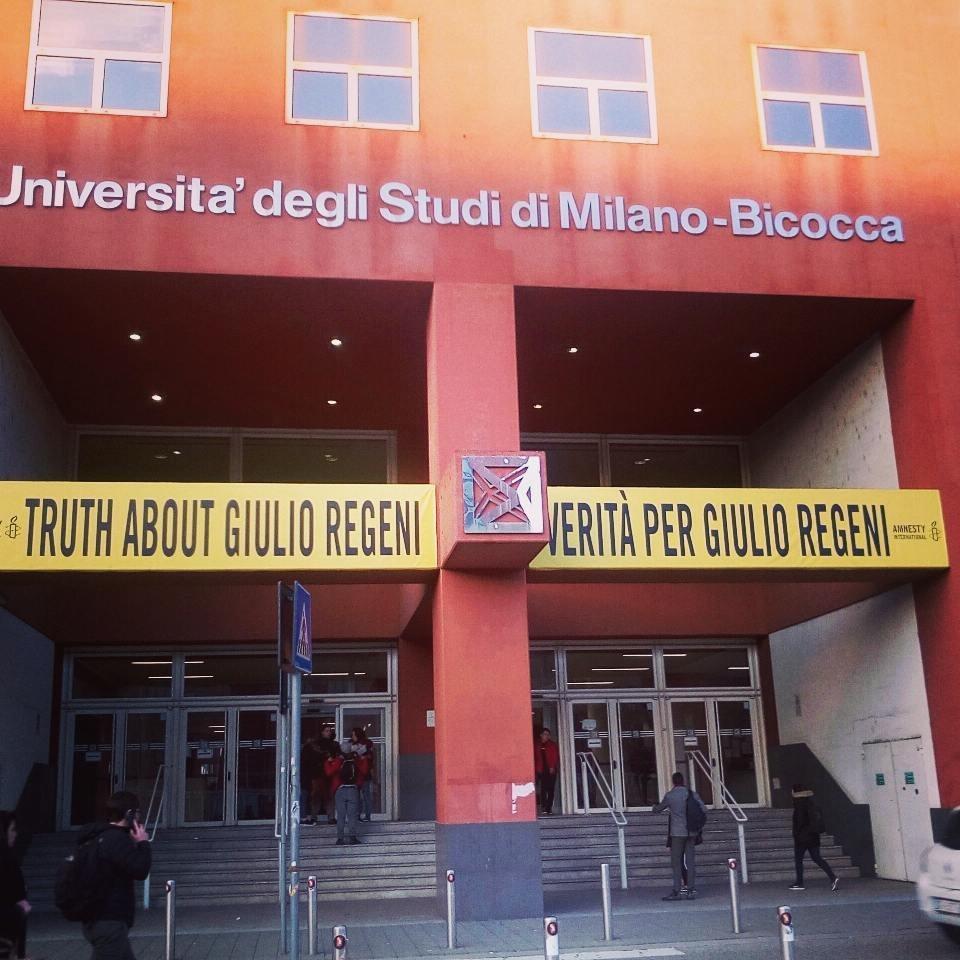 Universita' degli Studi di Milano-Bicocca
TRUTH ABOUT GIULIO REGENI
VERITÀ PER GIULIO REGENI
AMNESTY
INTERNATIONAL